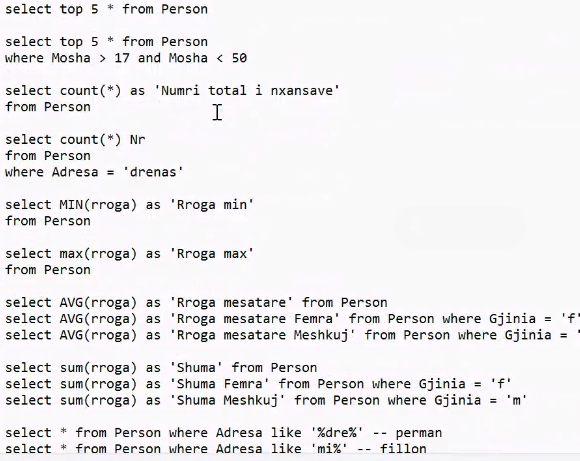 select top 5 * from Person
select top 5 * from Person
where Mosha > 17 and Mosha < 50
select count(*) as 'Numri total i nxansave'
from Person
select count(*) Nr
from Person
where Adresa = 'drenas'
select MIN(rroga) as 'Rroga min'
from Person
select max(rroga) as 'Rroga max'
from Person
select AVG(rroga) as 'Rroga mesatare' from Person
select AVG(rroga) as 'Rroga mesatare Femra' from Person where Gjinia = 'f'
select AVG(rroga) as 'Rroga mesatare Meshkuj' from Person where Gjinia = '
select sum(rroga) as 'Shuma' from Person
select sum(rroga) as 'Shuma Femra' from Person where Gjinia = 'f'
select sum(rroga) as 'Shuma Meshkuj' from Person where Gjinia = 'm'
select * from Person where Adresa like '%dre%' -- perman
select * from Person where Adresa like 'mi%' -- fillon